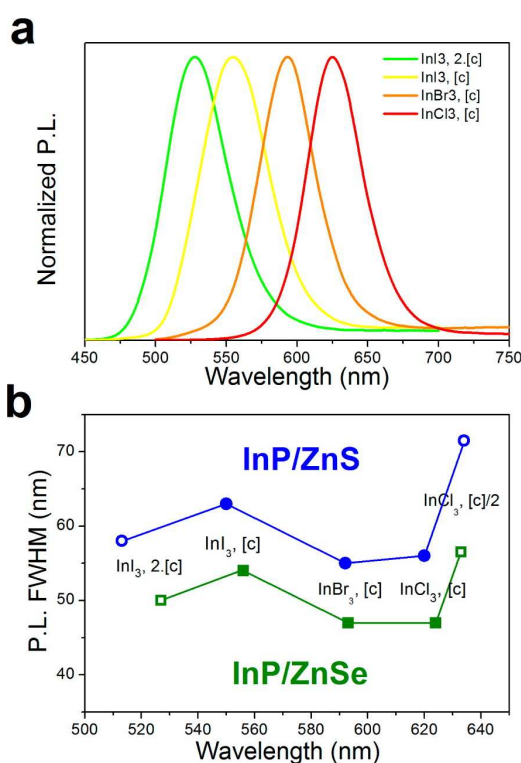 a
InI3, 2.[c]
InI3, [c]
InBr3, [c]
InCl3, [c]
Normalized P.L.
450 500 550 600 650 700 750
Wavelength (nm)
b
InP/ZnS
InCl3, [c]/2
InI3, [c]
InI3, 2.[c]
InBr3, [c] InCl3, [c]
InP/ZnSe
P.L. FWHM (nm)
70
60
50
40
500 520 540 560 580 600 620 640
Wavelength (nm)